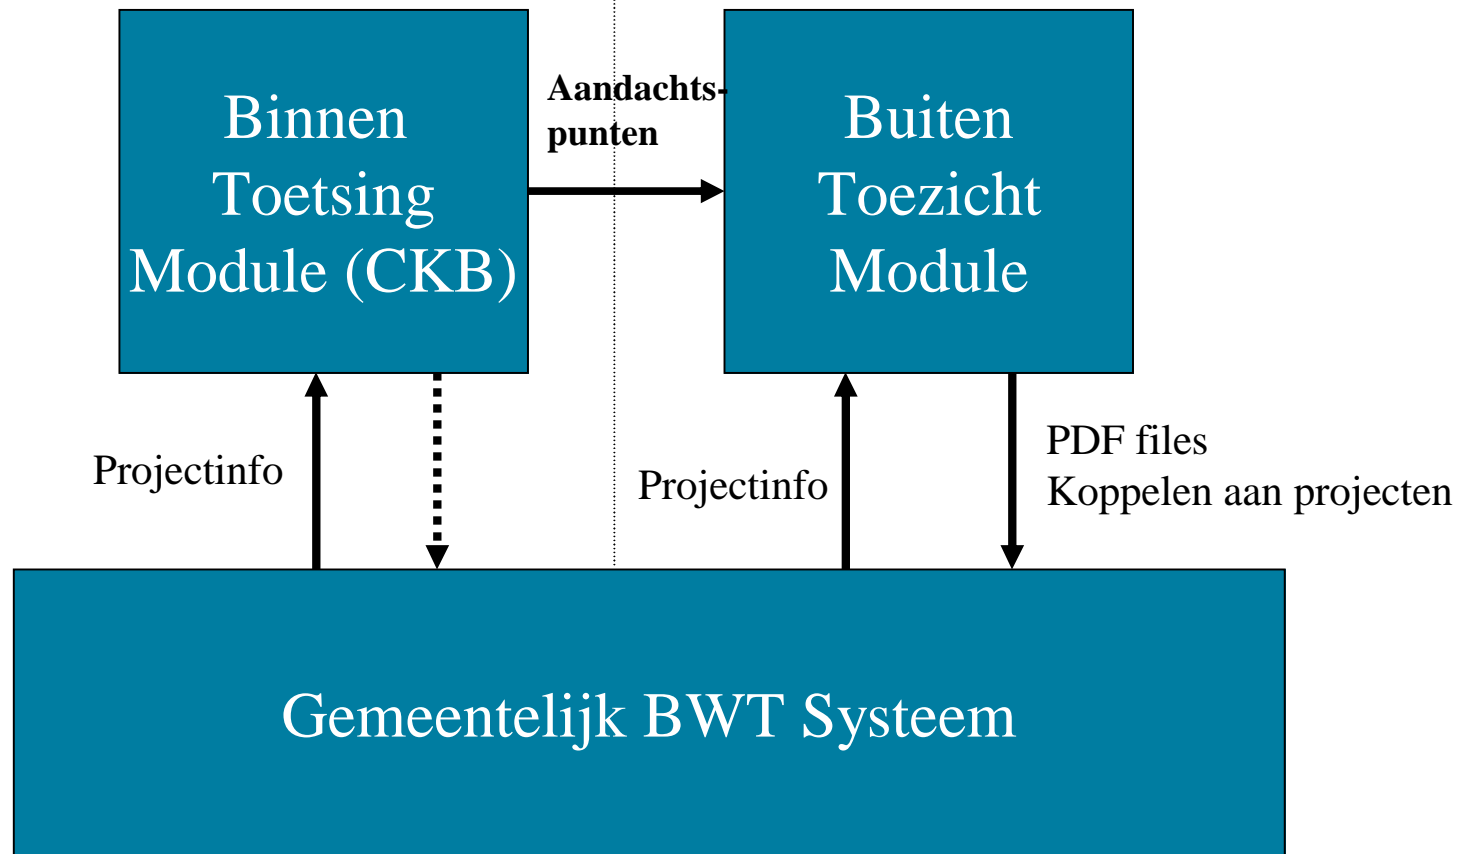 Binnen
Toetsing
Module (CKB)
Aandachts-
punten
Buiten
Toezicht
Module
Projectinfo
Projectinfo
PDF files
Koppelen aan projecten
Gemeentelijk BWT Systeem